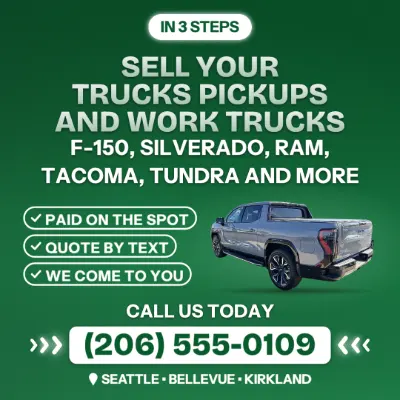 IN 3 STEPS
SELL YOUR
TRUCKS PICKUPS
AND WORK TRUCKS
F-150, SILVERADO, RAM,
TACOMA, TUNDRA AND MORE
PAID ON THE SPOT
QUOTE BY TEXT
WE COME TO YOU
CALL US TODAY
(206) 555-0109
SEATTLE • BELLEVUE • KIRKLAND